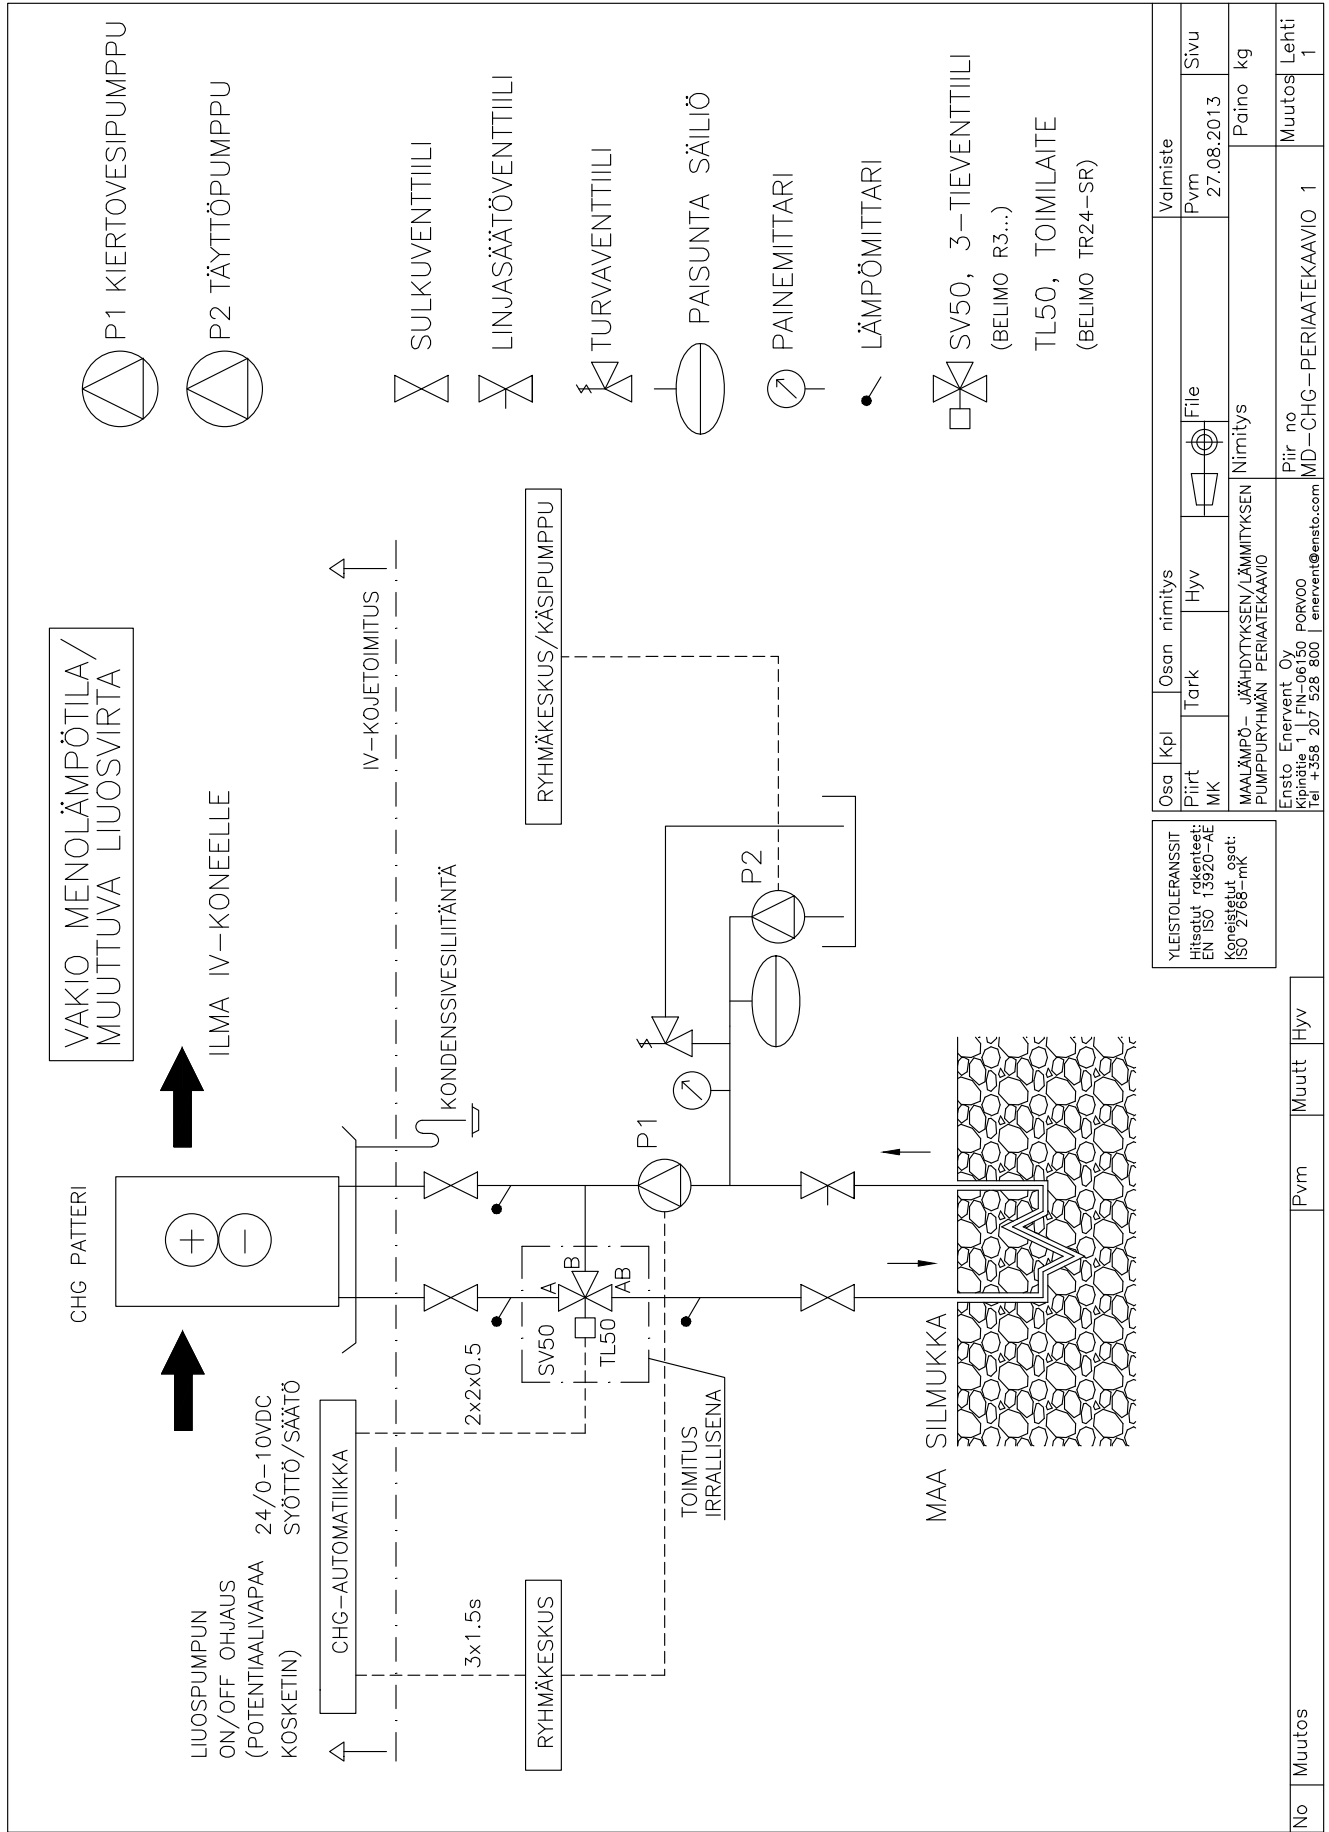 VAKIO MENOLÄMPÖTILA/
MUUTTUVA LIUOSVIRTA
CHG PATTERI
ILMA IV-KONEELLE
LIUOSPUMPUN
ON/OFF OHJAUS
(POTENTIAALIVAPAA
KOSKETIN)
24/0-10VDC
SYÖTTÖ/SÄÄTÖ
CHG-AUTOMATIIKKA
IV-KOJETOIMITUS
KONDENSSIVESILIITÄNTÄ
3x1.5s
2x2x0.5
RYHMÄKESKUS
SV50
A
B
TL50
AB
P1
TOIMITUS
IRRALLISENA
RYHMÄKESKUS/KÄSIPUMPPU
P2
MAA SILMUKKA
P1 KIERTOVESIPUMPPU
P2 TÄYTTÖPUMPPU
SULKUVENTTIILI
LINJASÄÄTÖVENTTIILI
TURVAVENTTIILI
PAISUNTA SÄILIÖ
PAINEMITTARI
LÄMPÖMITTARI
SV50, 3-TIEVENTTIILI
(BELIMO R3...)
TL50, TOIMILAITE
(BELIMO TR24-SR)
YLEISTOLERANSSIT
Hitsatut rakenteet:
EN ISO 13920-AE
Koneistetut osat:
ISO 2768-mK
Osa
Kpl
Osan nimitys
Valmiste
Piirt
MK
Tark
Hyv
File
Pvm
27.08.2013
Sivu
MAALÄMPÖ- JÄÄHDYTYKSEN/LÄMMITYKSEN
PUMPPURYHMÄN PERIAATEKAAVIO
Nimitys
Paino kg
Ensto Enervent Oy
Kipinätie 1 | FIN-06150 PORVOO
Tel +358 207 528 800 | enervent@ensto.com
Piir no
MD-CHG-PERIAATEKAAVIO 1
Muutos
Lehti
1
No
Muutos
Pvm
Muutt
Hyv